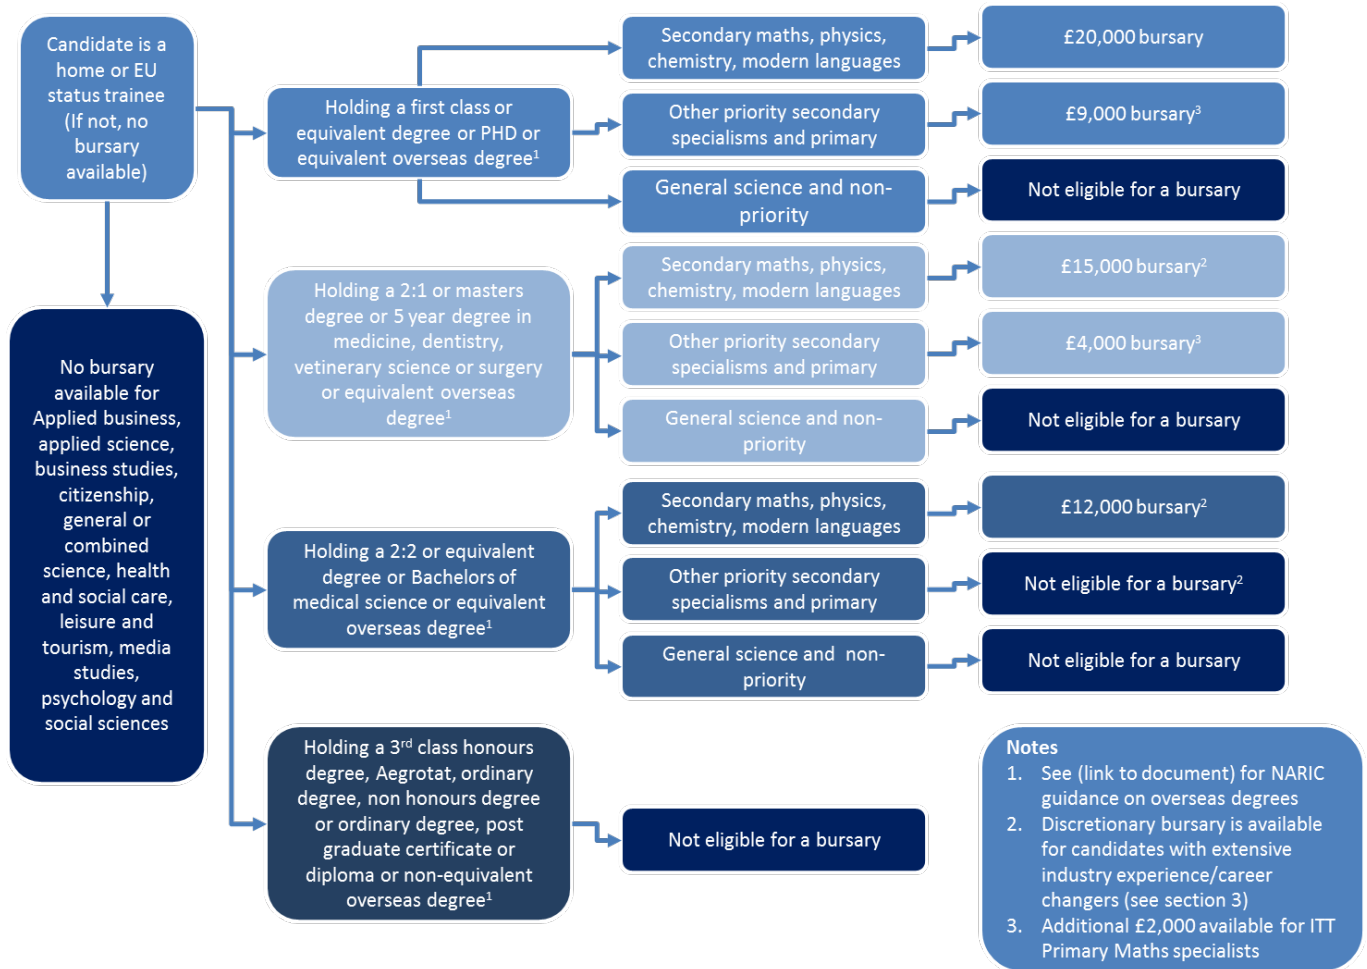 Candidate is a
home or EU
status trainee
(If not, no
bursary
available)
No bursary
available for
Applied business,
applied science,
business studies,
citizenship,
general or
combined
science, health
and social care,
leisure and
tourism, media
studies,
psychology and
social sciences
Holding a first class or
equivalent degree or PHD or
equivalent overseas degree1
Secondary maths, physics,
chemistry, modern languages
£20,000 bursary
Other priority secondary
specialisms and primary
£9,000 bursary3
General science and non-
priority
Not eligible for a bursary
Holding a 2:1 or masters
degree or 5 year degree in
medicine, dentistry,
vetinerary science or surgery
or equivalent overseas
degree1
Secondary maths, physics,
chemistry, modern languages
£15,000 bursary2
Other priority secondary
specialisms and primary
£4,000 bursary3
General science and non-
priority
Not eligible for a bursary
Holding a 2:2 or equivalent
degree or Bachelors of
medical science or equivalent
overseas degree1
Secondary maths, physics,
chemistry, modern languages
£12,000 bursary2
Other priority secondary
specialisms and primary
Not eligible for a bursary2
General science and non-
priority
Not eligible for a bursary
Holding a 3rd class honours
degree, Aegrotat, ordinary
degree, non honours degree
or ordinary degree, post
graduate certificate or
diploma or non-equivalent
overseas degree1
Not eligible for a bursary
Notes
1. See (link to document) for NARIC
guidance on overseas degrees
2. Discretionary bursary is available
for candidates with extensive
industry experience/career
changers (see section 3)
3. Additional £2,000 available for ITT
Primary Maths specialists